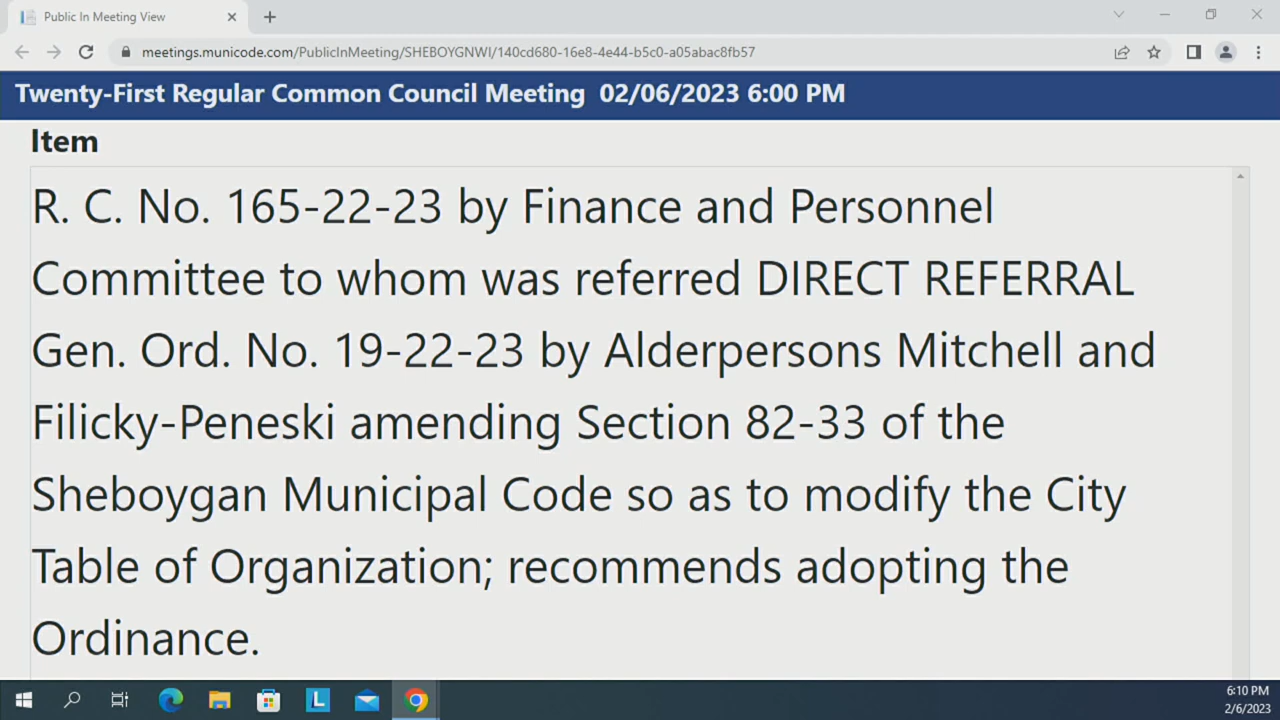 Public In Meeting View
meetings.municode.com/PublicInMeeting/SHEBOYGNWI/140cd680-16e8-4e44-b5c0-a05abac8fb57
Twenty-First Regular Common Council Meeting 02/06/2023 6:00 PM
Item
R. C. No. 165-22-23 by Finance and Personnel
Committee to whom was referred DIRECT REFERRAL
Gen. Ord. No. 19-22-23 by Alderpersons Mitchell and
Filicky-Peneski amending Section 82-33 of the
Sheboygan Municipal Code so as to modify the City
Table of Organization; recommends adopting the
Ordinance.
L
6:10 PM
2/6/2023